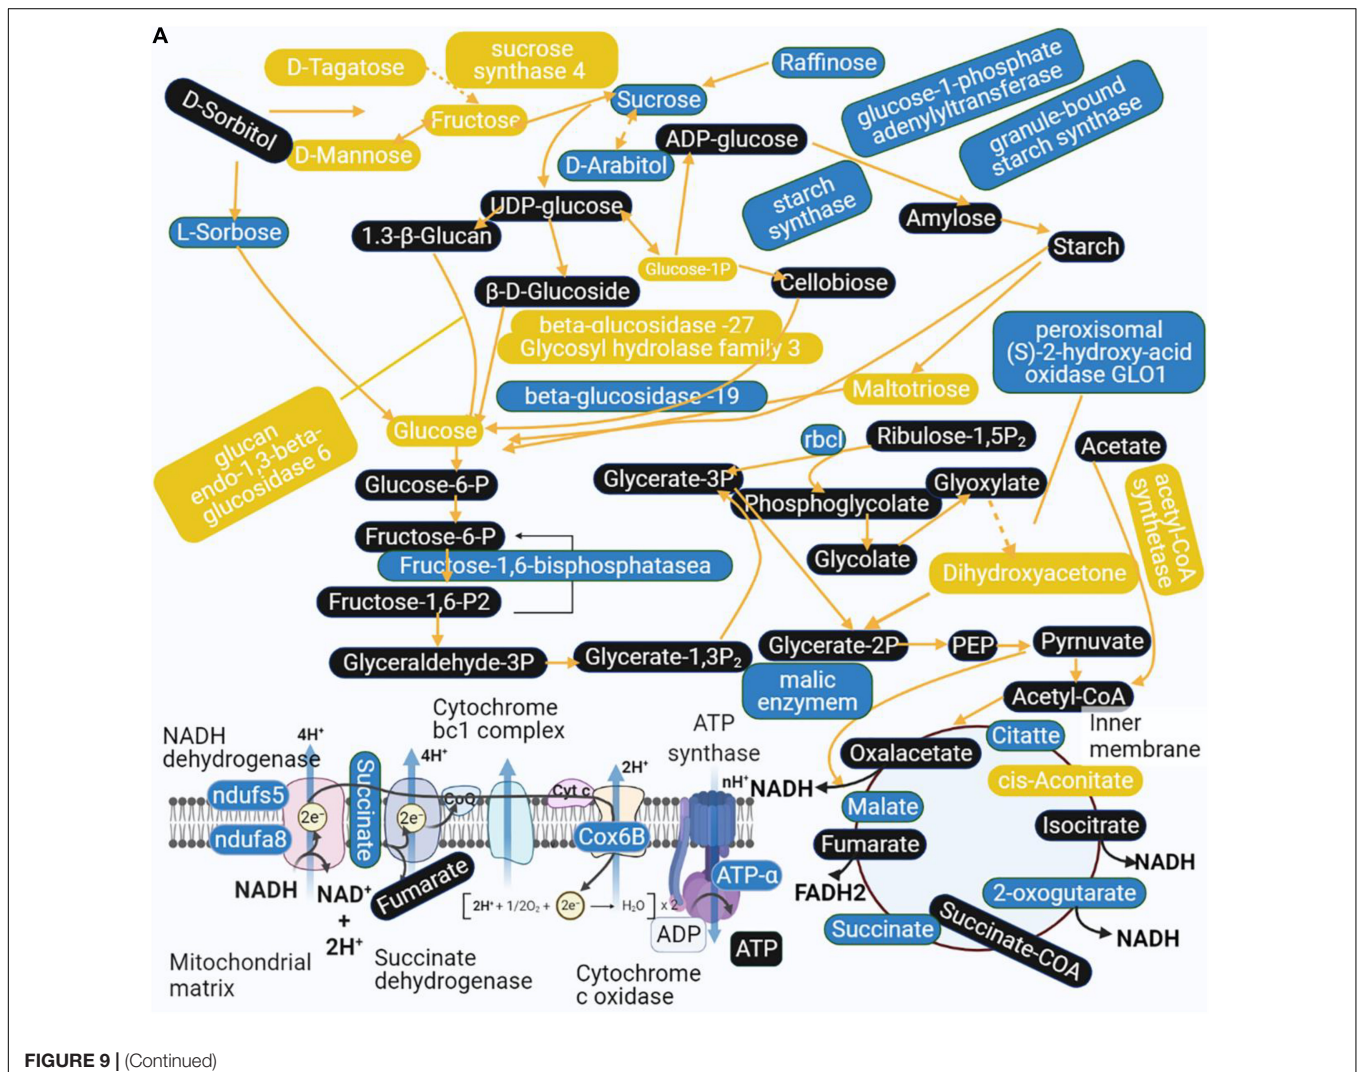 A
D-Tagatose
sucrose
synthase 4
Raffinose
glucose-1-phosphate
adenylyltransferase
D-Sorbitol
Fructose
Sucrose
granule-bound
starch synthase
D-Mannose
D-Arabitol
ADP-glucose
starch
synthase
UDP-glucose
Amylose
L-Sorbose
1.3-β-Glucan
Starch
Glucose-1P
β-D-Glucoside
Cellobiose
beta-glucosidase -27
Glycosyl hydrolase family 3
peroxisomal
(S)-2-hydroxy-acid
oxidase GLO1
beta-glucosidase -19
Maltotriose
glucan
endo-1,3-beta-
glucosidase 6
Glucose
rbcl
Ribulose-1,5P₂
Acetate
Glucose-6-P
Glycerate-3P
Glyoxylate
Phosphoglycolate
acetyl-CoA
synthetase
Fructose-6-P
Fructose-1,6-bisphosphatasea
Glycolate
Dihydroxyacetone
Fructose-1,6-P2
Glyceraldehyde-3P
Glycerate-1,3P₂
Glycerate-2P
PEP
Pyrnuvate
malic
enzymem
Acetyl-CoA
NADH
dehydrogenase
4H⁺
4H⁺
Cytochrome
bc1 complex
ATP
synthase
Inner
membrane
Citatte
Oxalacetate
cis-Aconitate
2H⁺
nH⁺
NADH
ndufs5
ndufa8
Succinate
CoQ
Cyt c
2e⁻
2e⁻
Cox6B
Malate
Isocitrate
Fumarate
NADH
NADH
NAD⁺
+
2H⁺
Fumarate
ATP-α
FADH2
2-oxogutarate
[ 2H⁺ + 1/2O₂ + 2e⁻ H₂O ] x 2
ADP
ATP
Succinate
Succinate-COA
NADH
Mitochondrial
matrix
Succinate
dehydrogenase
Cytochrome
c oxidase
FIGURE 9 | (Continued)